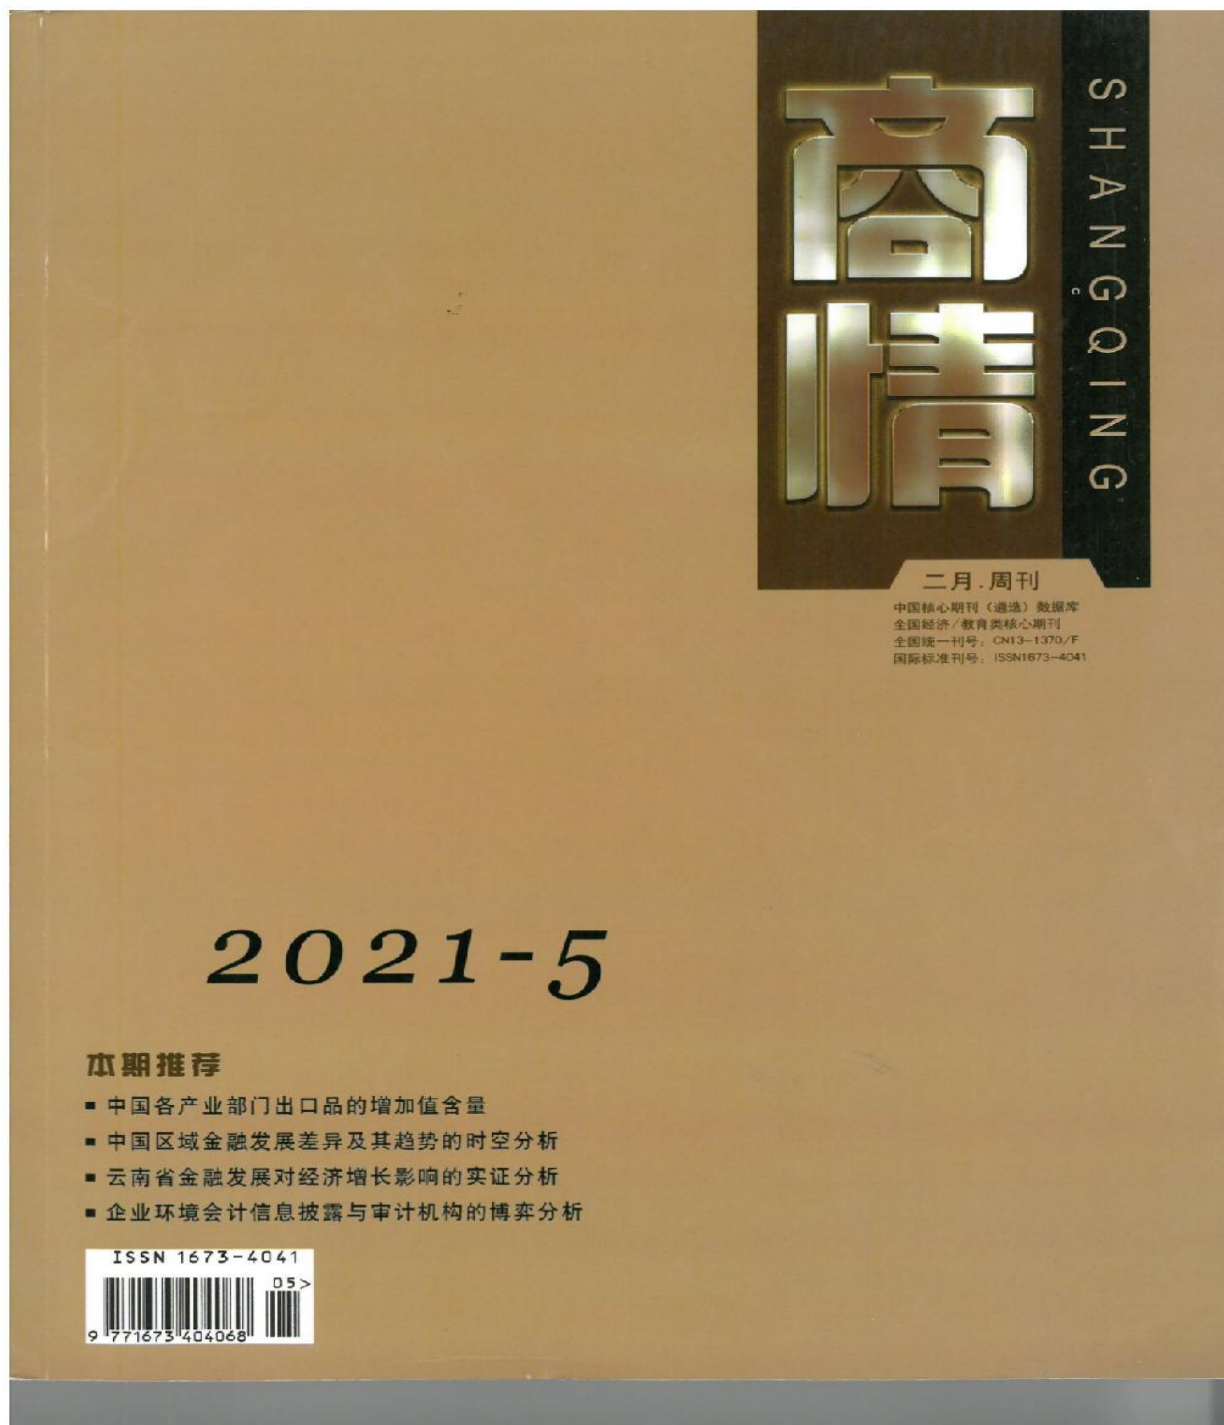 商情
SHANGQING
二月.周刊
中国核心期刊（遴选）数据库
全国经济/教育类核心期刊
全国统一刊号：CN13-1370/F
国际标准刊号：ISSN1673-4041
2021-5
本期推荐
▪ 中国各产业部门出口品的增加值含量
▪ 中国区域金融发展差异及其趋势的时空分析
▪ 云南省金融发展对经济增长影响的实证分析
▪ 企业环境会计信息披露与审计机构的博弈分析
ISSN 1673-4041
05>
9 771673 404068